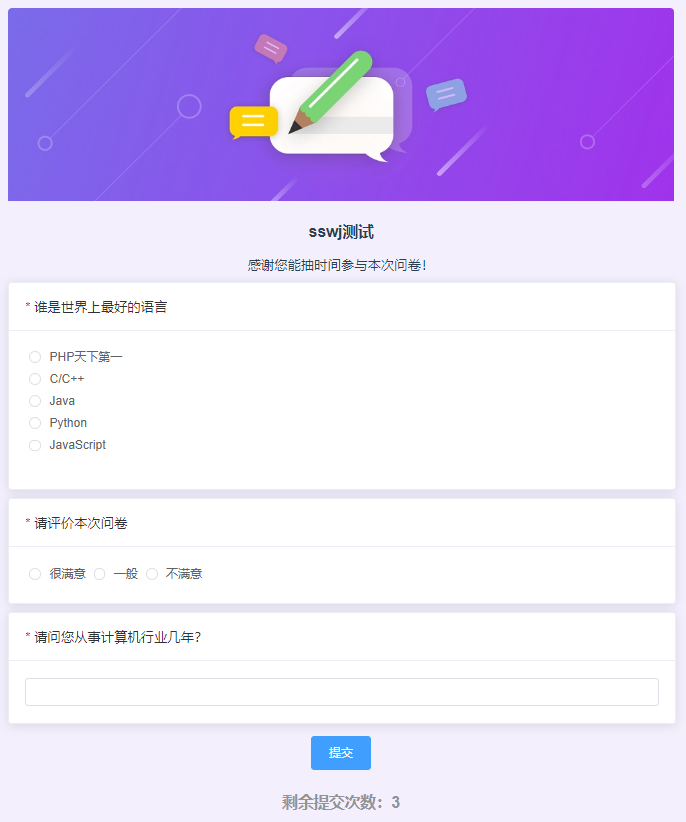 sswj测试
感谢您能抽时间参与本次问卷！
* 谁是世界上最好的语言
PHP天下第一
C/C++
Java
Python
JavaScript
* 请评价本次问卷
很满意 一般 不满意
* 请问您从事计算机行业几年？
提交
剩余提交次数：3